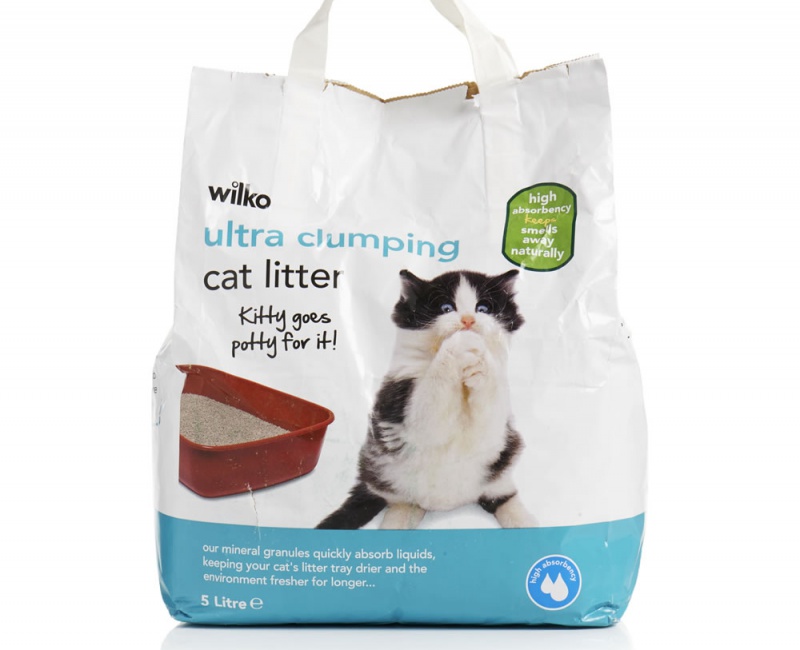 wilko
ultra clumping
cat litter
Kitty goes
potty for it!
high
absorbency
keeps
smells
away
naturally
our mineral granules quickly absorb liquids,
keeping your cat's litter tray drier and the
environment fresher for longer...
5 Litre ℮
high absorbency